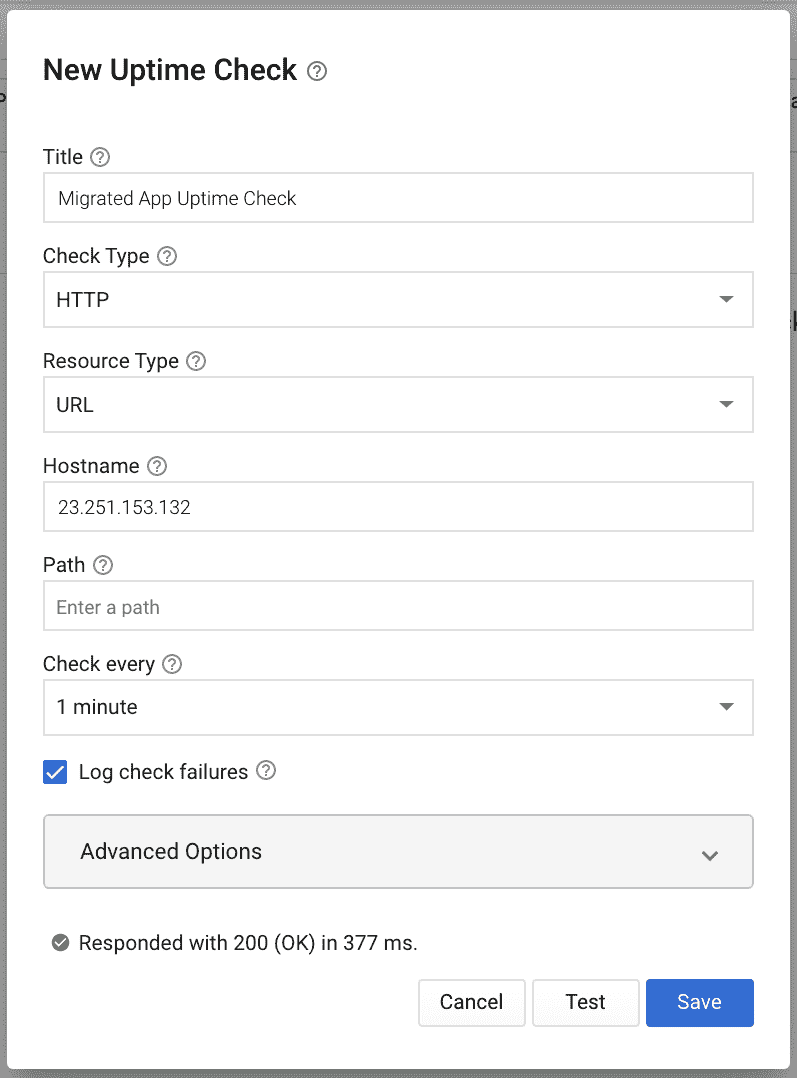 New Uptime Check
Title
Migrated App Uptime Check
Check Type
HTTP
Resource Type
URL
Hostname
23.251.153.132
Path
Enter a path
Check every
1 minute
Log check failures
Advanced Options
Responded with 200 (OK) in 377 ms.
Cancel Test Save